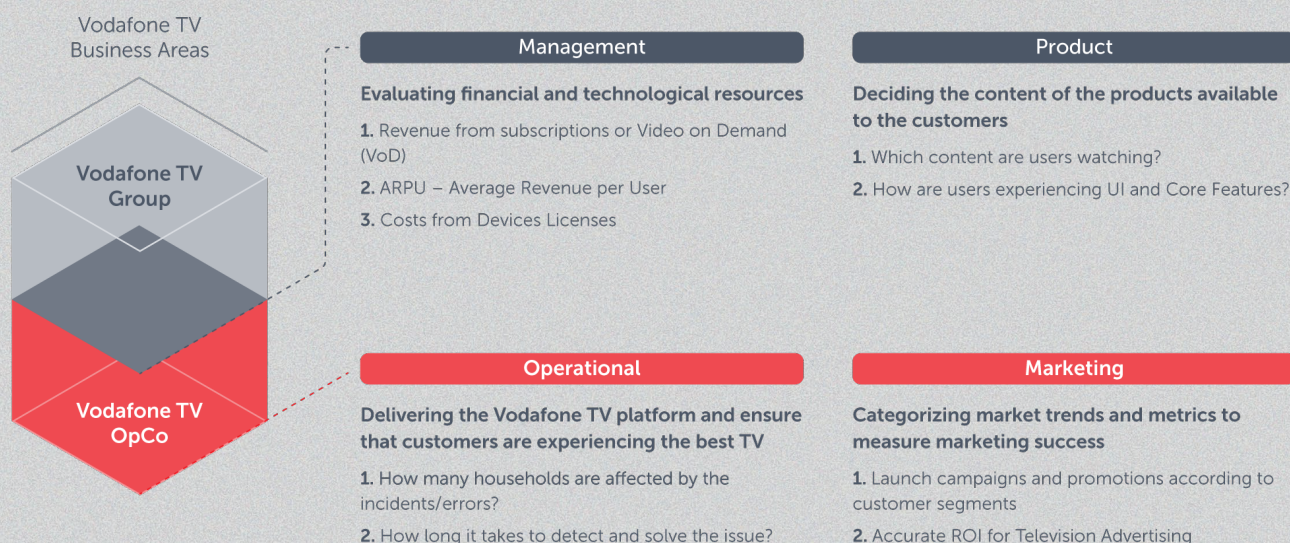 Vodafone TV
Business Areas
Vodafone TV
Group
Vodafone TV
OpCo
Management
Evaluating financial and technological resources
1. Revenue from subscriptions or Video on Demand
(VoD)
2. ARPU – Average Revenue per User
3. Costs from Devices Licenses
Product
Deciding the content of the products available
to the customers
1. Which content are users watching?
2. How are users experiencing UI and Core Features?
Operational
Delivering the Vodafone TV platform and ensure
that customers are experiencing the best TV
1. How many households are affected by the
incidents/errors?
2. How long it takes to detect and solve the issue?
Marketing
Categorizing market trends and metrics to
measure marketing success
1. Launch campaigns and promotions according to
customer segments
2. Accurate ROI for Television Advertising